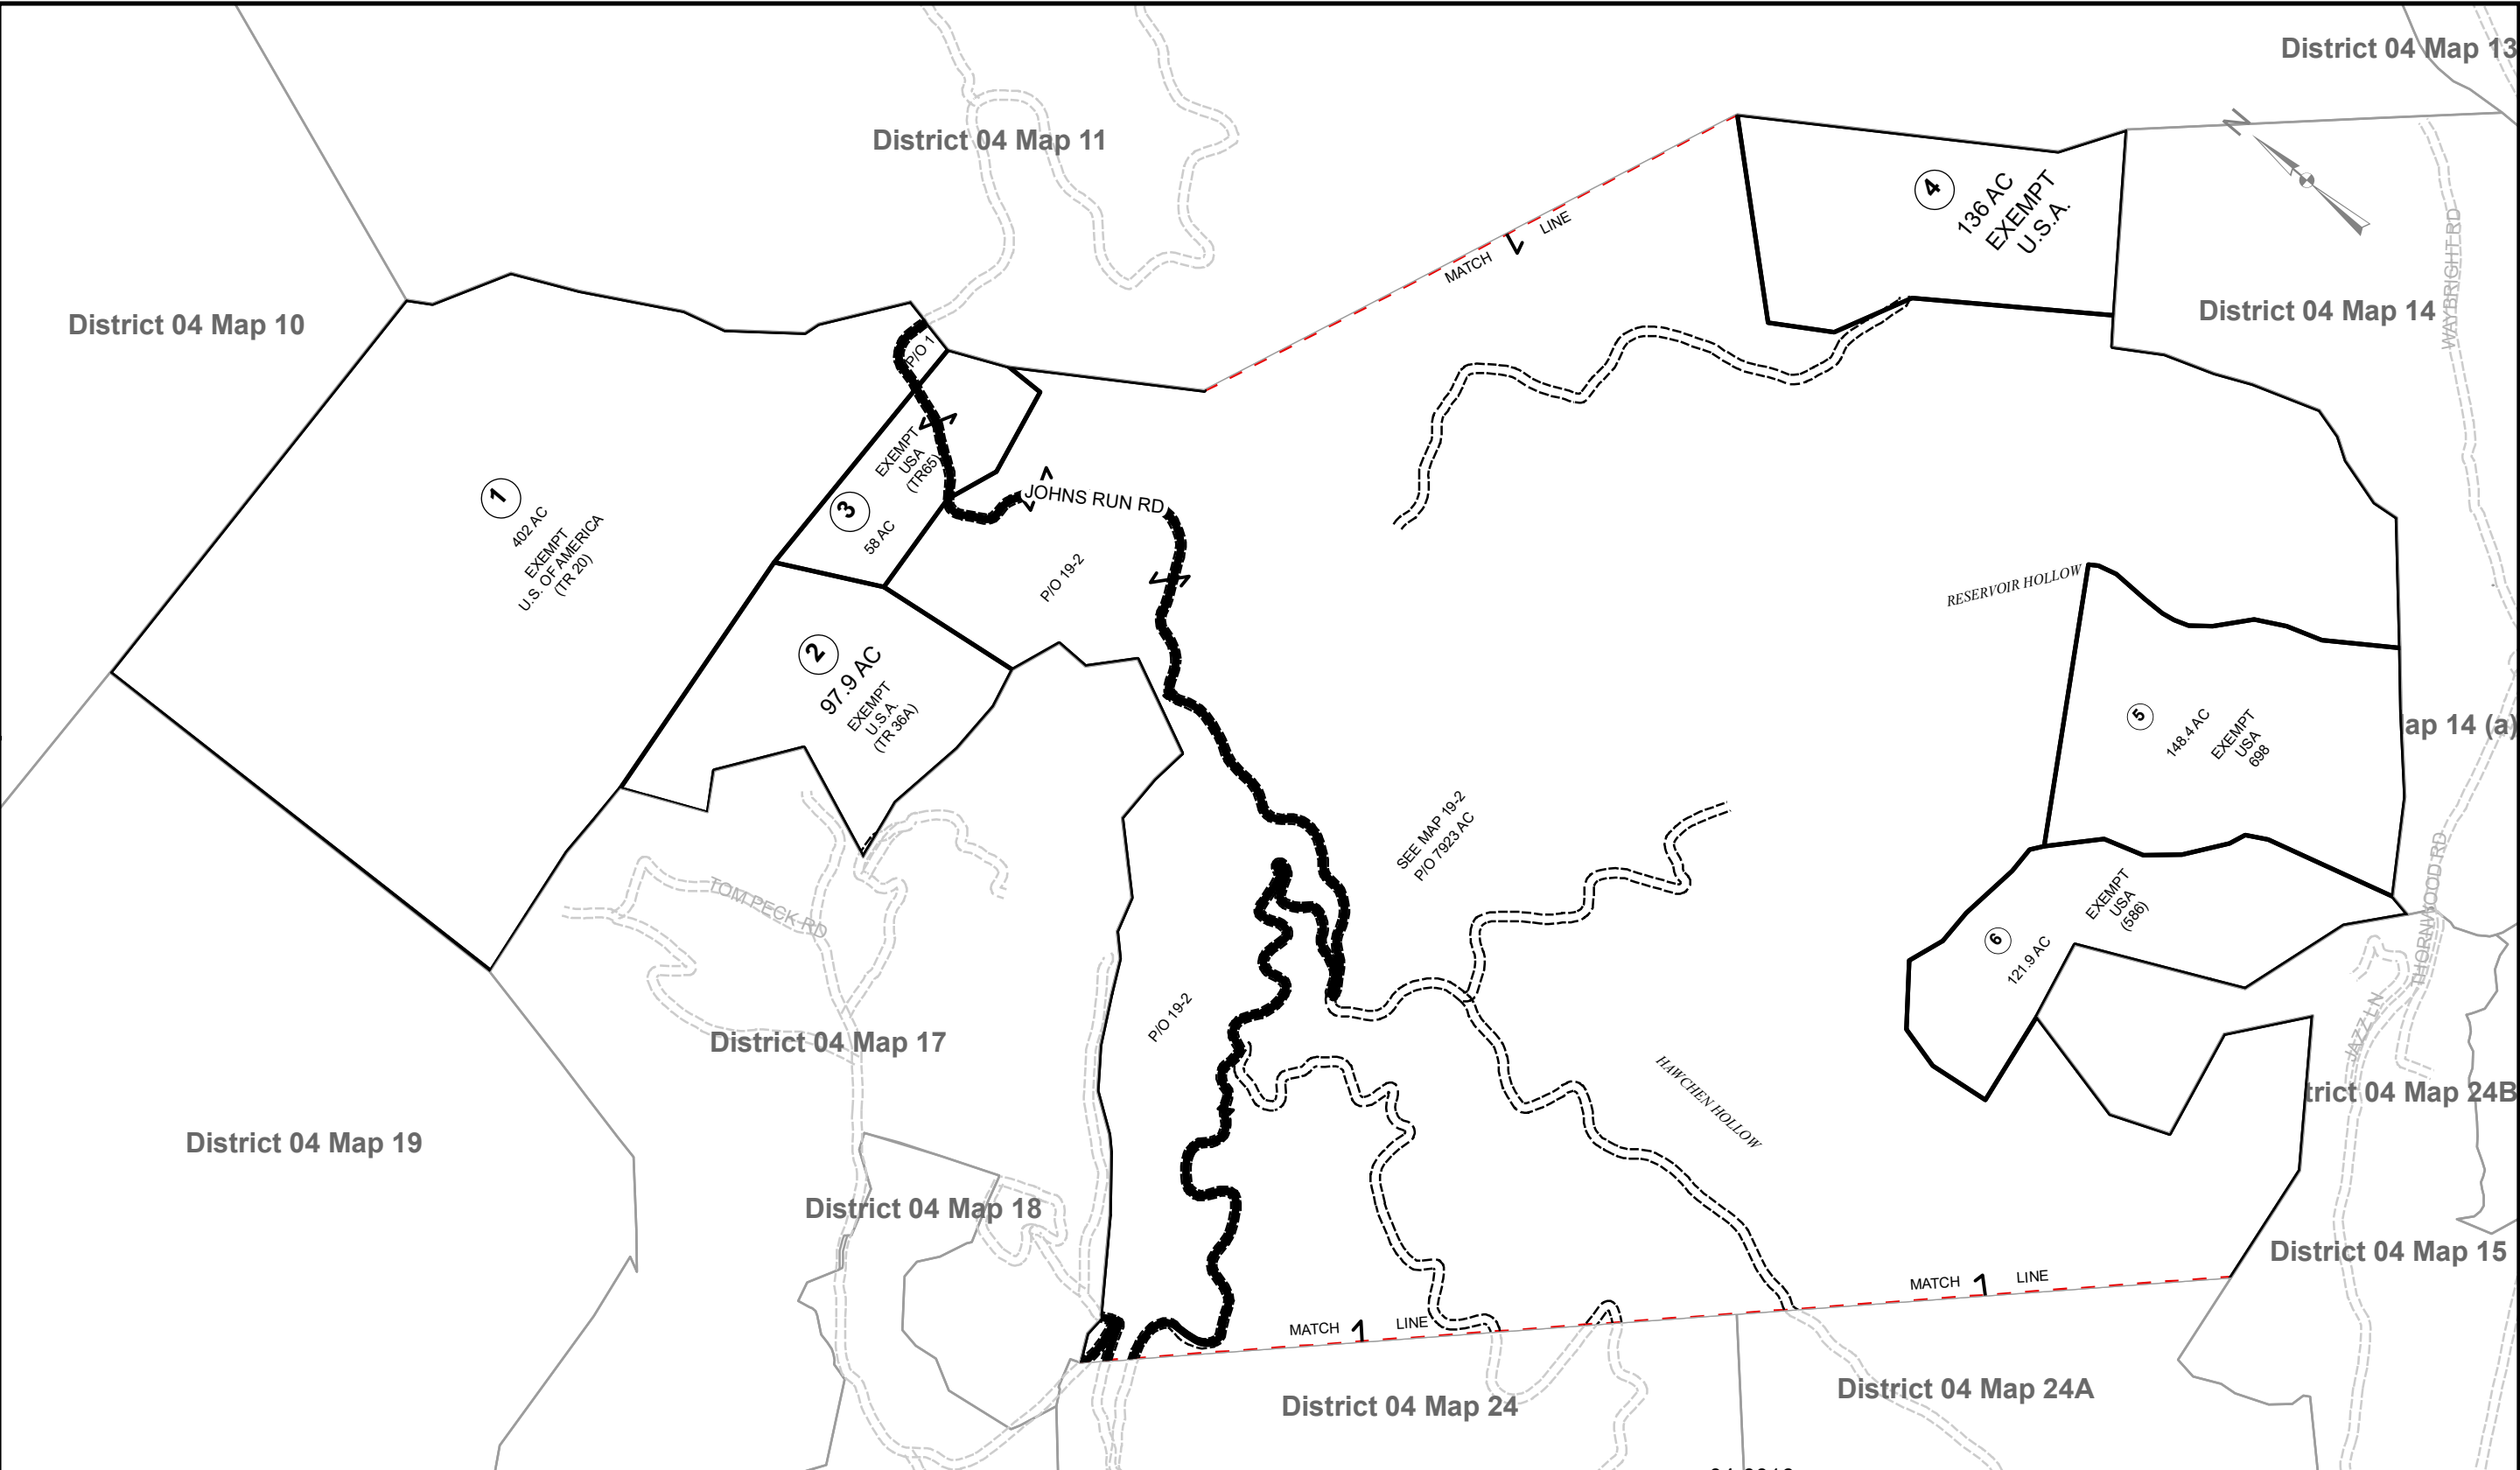 District 04 Map 13
N
District 04 Map 11
4
136 AC
EXEMPT
U.S.A.
MATCH
LINE
WAYBRIGHT RD
District 04 Map 10
District 04 Map 14
P/O 1
1
402 AC
EXEMPT
U.S. OF AMERICA
(TR 20)
EXEMPT
USA
(TR65)
3
58 AC
JOHNS RUN RD
P/O 19-2
RESERVOIR HOLLOW
2
97.9 AC
EXEMPT
U.S.A.
(TR 36A)
5
148.4 AC
EXEMPT
USA
698
ap 14 (a)
SEE MAP 19-2
P/O 7923 AC
TOM PECK RD
THORNWOOD RD
EXEMPT
USA
(586)
6
121.9 AC
P/O 19-2
JAZZ LN
District 04 Map 17
HAWCHEN HOLLOW
trict 04 Map 24B
District 04 Map 19
District 04 Map 18
District 04 Map 15
MATCH
LINE
MATCH
LINE
District 04 Map 24
District 04 Map 24A